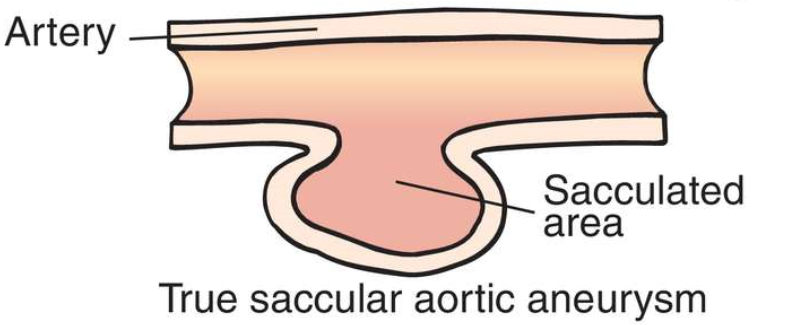 Artery
Sacculated
area
True saccular aortic aneurysm